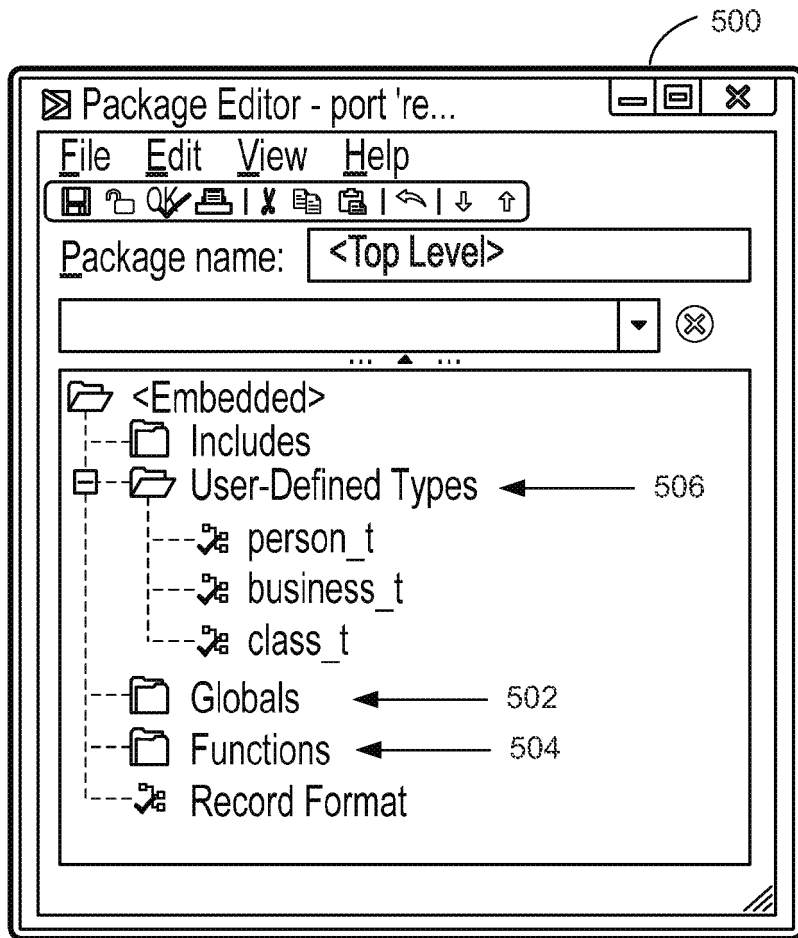 500
Package Editor - port 're...
File Edit View Help
OK
Package name: <Top Level>
... ...
<Embedded>
Includes
User-Defined Types 506
person_t
business_t
class_t
Globals 502
Functions 504
Record Format